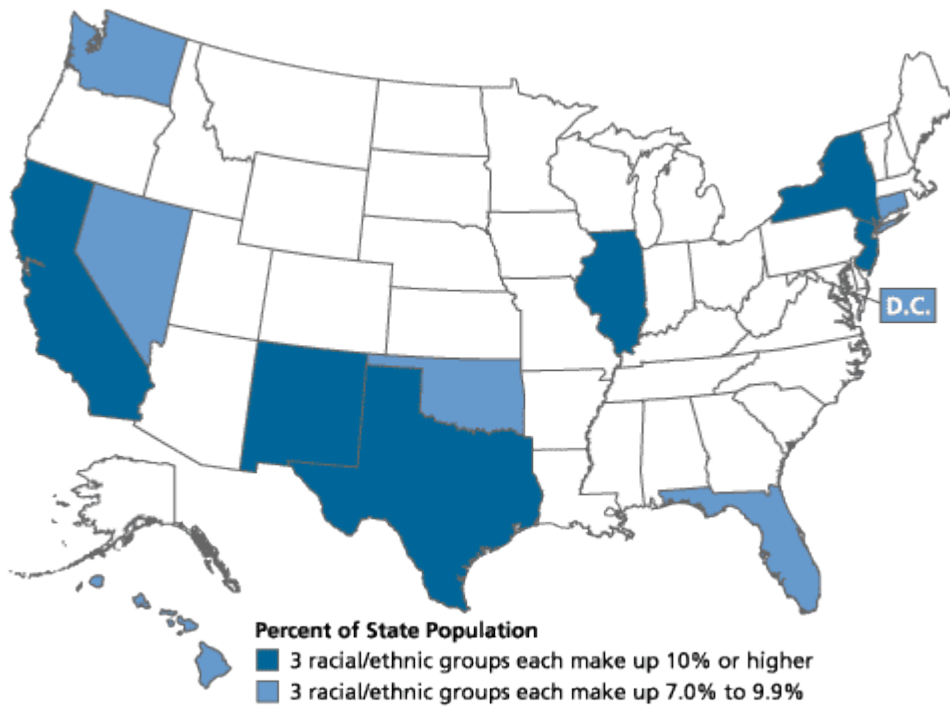 D.C.
Percent of State Population
3 racial/ethnic groups each make up 10% or higher
3 racial/ethnic groups each make up 7.0% to 9.9%